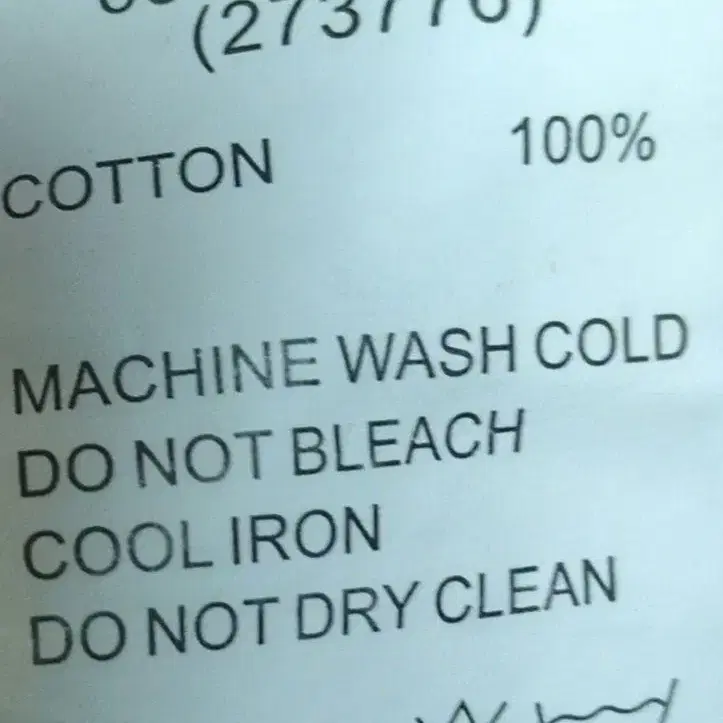 COTTON 100%
MACHINE WASH COLD
DO NOT BLEACH
COOL IRON
DO NOT DRY CLEAN